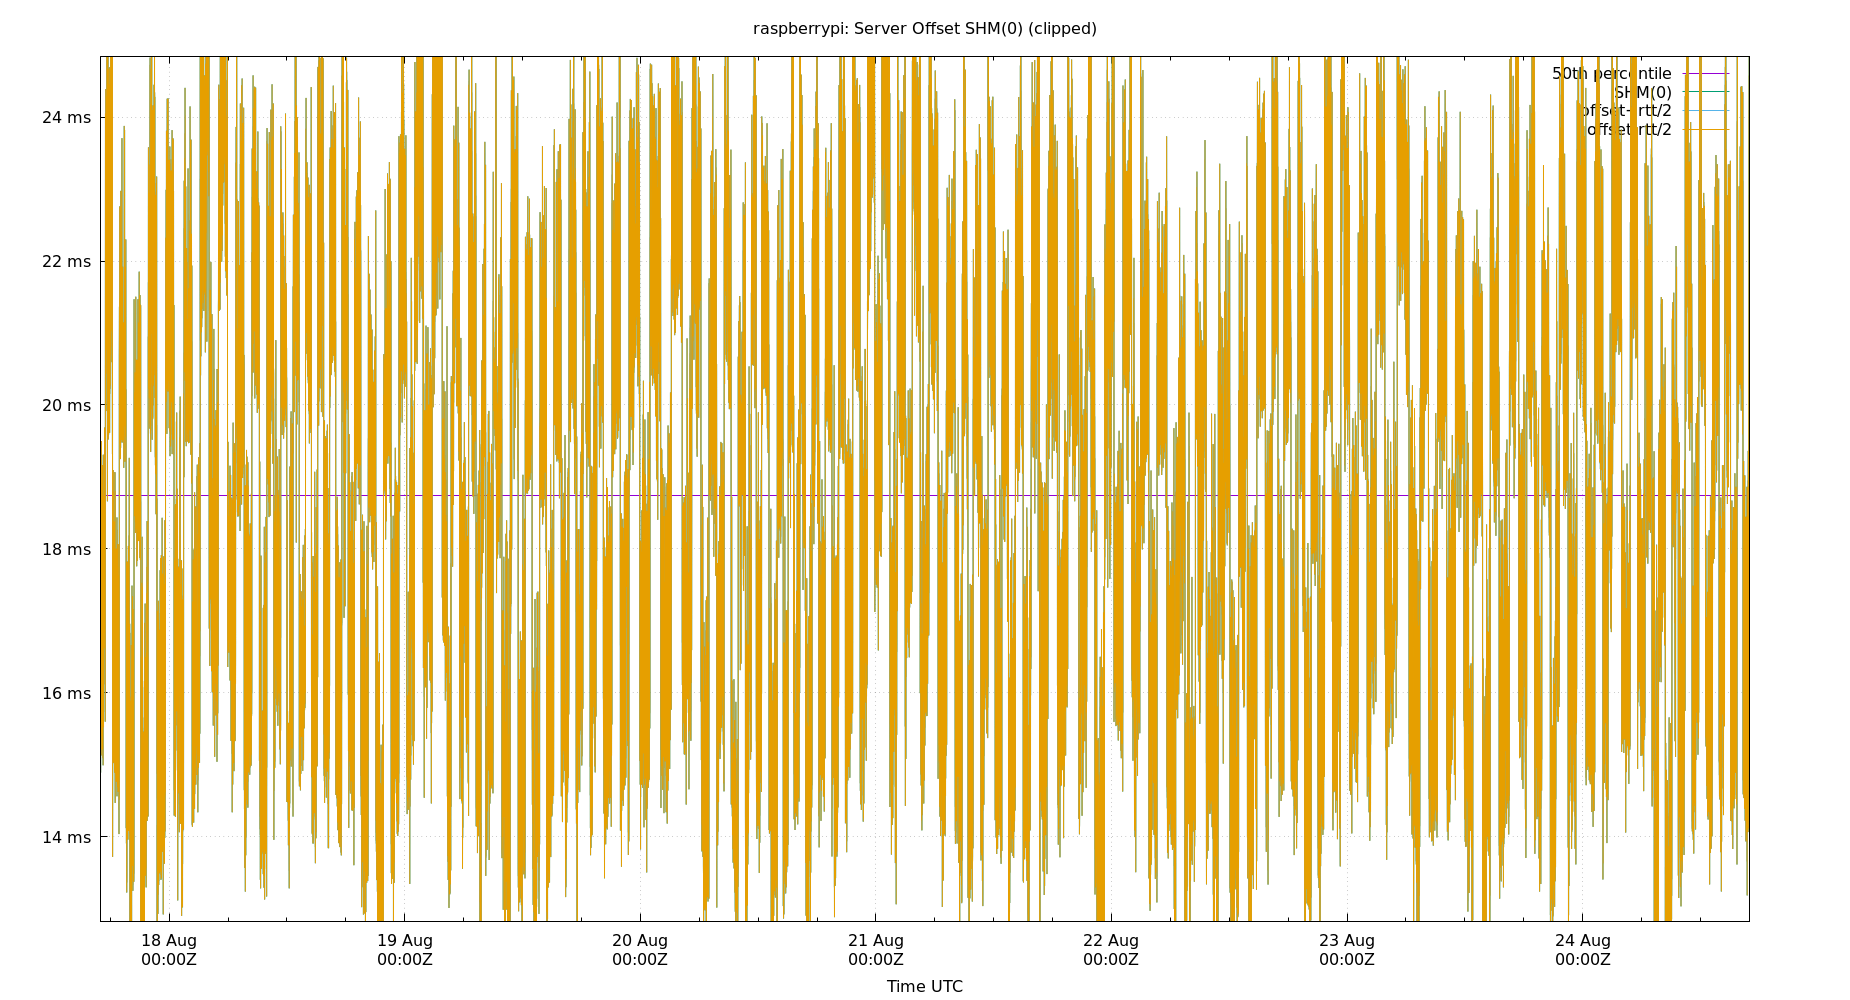 raspberrypi: Server Offset SHM(0) (clipped)
50th percentile
SHM(0)
offset+rtt/2
offset-rtt/2
24 ms
22 ms
20 ms
18 ms
16 ms
14 ms
18 Aug 19 Aug 20 Aug 21 Aug 22 Aug 23 Aug 24 Aug
00:00Z 00:00Z 00:00Z 00:00Z 00:00Z 00:00Z 00:00Z
Time UTC